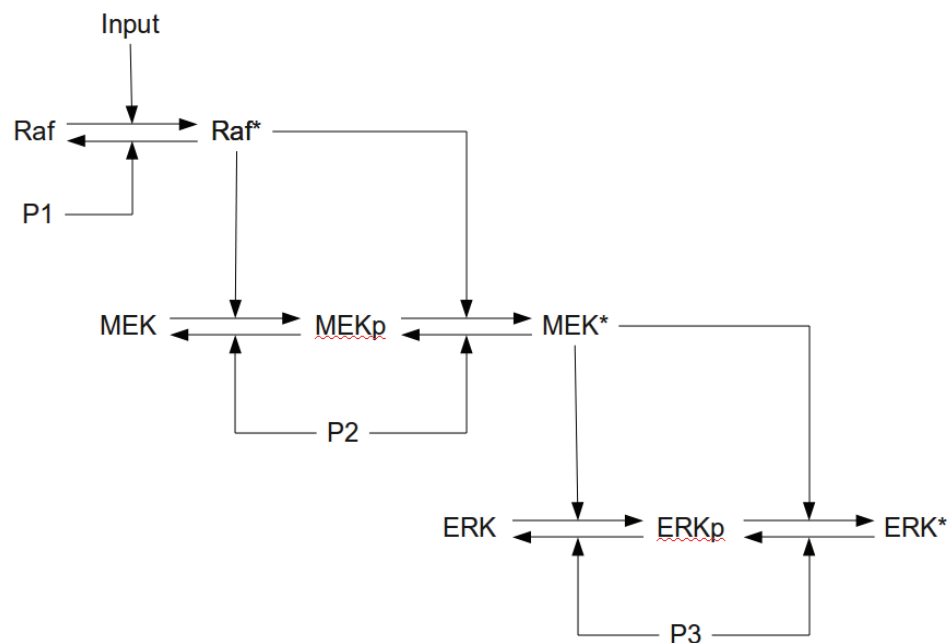 Input
Raf Raf*
P1
MEK MEKp MEK*
P2
ERK ERKp ERK*
P3